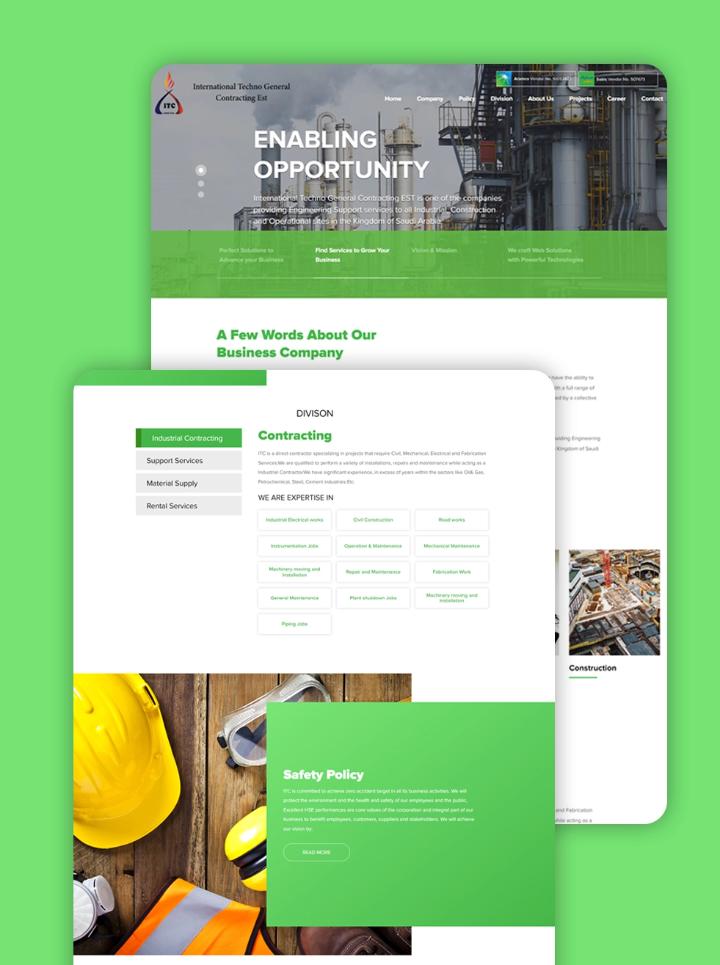 International Techno General
Contracting Est
ITC
Aramco Vendor No.
Sabic Vendor No.
Home Company Policy Division About Us Projects Career Contact
ENABLING
OPPORTUNITY
International Techno General Contracting EST is one of the companies
providing Engineering Support services to all Industrial, Construction
and Operational sites in the Kingdom of Saudi Arabia.
Perfect Solutions to
Advance your Business
Find Services to Grow Your
Business
Vision & Mission
We craft Web Solutions
with Powerful Technologies
A Few Words About Our
Business Company
have the ability to
with a full range of
ed by a collective
viding Engineering
Kingdom of Saudi
Construction
and Fabrication
while acting as a
DIVISON
Industrial Contracting
Support Services
Material Supply
Rental Services
Contracting
ITC is a direct contractor specializing in projects that require Civil, Mechanical, Electrical and Fabrication
Services.We are qualified to perform a variety of installations, repairs and maintenance while acting as a
Industrial Contractor.We have significant experience, in excess of years within the sectors like Oil& Gas,
Petrochemical, Steel, Cement industries Etc.
WE ARE EXPERTISE IN
Industrial Electrical works
Civil Construction
Road works
Instrumentation Jobs
Operation & Maintenance
Mechanical Maintenance
Machinery moving and
Installation
Repair and Maintenance
Fabrication Work
General Maintenance
Plant shutdown Jobs
Machinery moving and
Installation
Piping Jobs
Safety Policy
ITC is committed to achieve zero accident target in all its business activities. We will
protect the environment and the health and safety of our employees and the public,
Excellent HSE performances are core values of the corporation and integral part of our
business to benefit employees, customers, suppliers and stakeholders. We will achieve
our vision by:
READ MORE